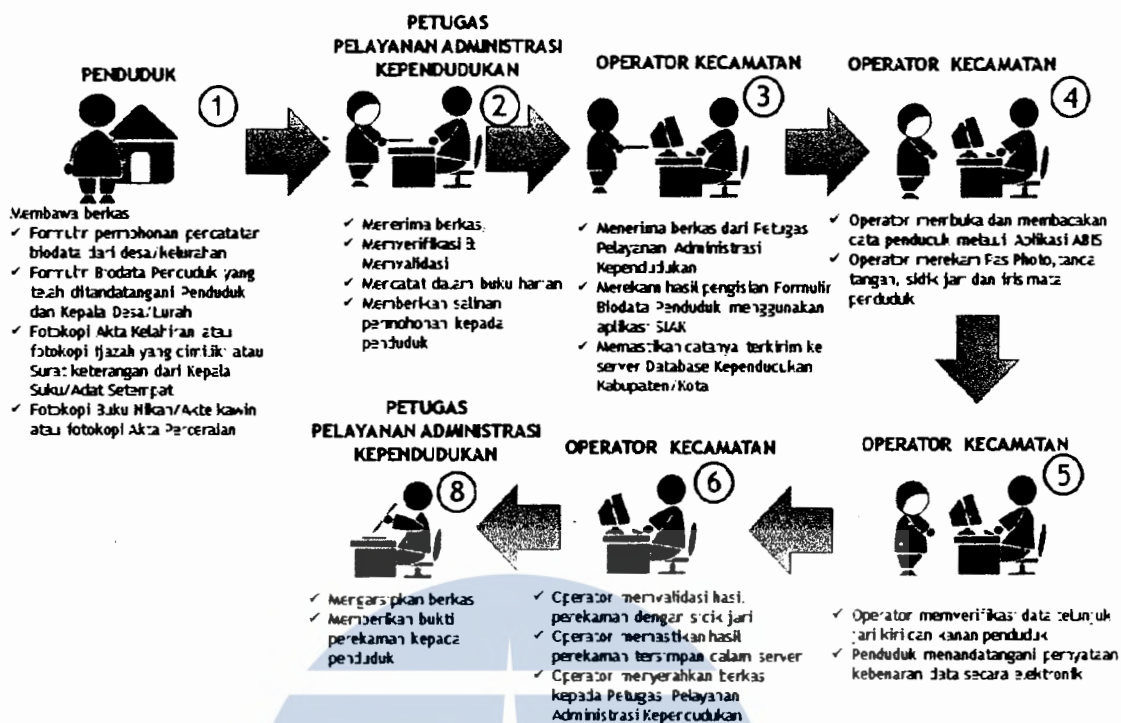 PENDUDUK
1
Membawa berkas
✓ Formulir permohonan pencatatan
biodata dari desa/kelurahan
✓ Formulir Biodata Penduduk yang
telah ditandatangani Penduduk
dan Kepala Desa/Lurah
✓ Fotokopi Akta Kelahiran atau
fotokopi Ijazah yang dimiliki atau
Surat keterangan dari Kepala
Suku/Adat Setempat
✓ Fotokopi Buku Nikah/Akte kawin
atau fotokopi Akta Perceraian
PETUGAS
PELAYANAN ADMINISTRASI
KEPENDUDUKAN
2
✓ Menerima berkas,
✓ Memverifikasi &
Memvalidasi
✓ Mencatat dalam buku harian
✓ Memberikan salinan
permohonan kepada
penduduk
OPERATOR KECAMATAN
3
✓ Menerima berkas dari Petugas
Pelayanan Administrasi
Kependudukan
✓ Merekam hasil pengisian Formulir
Biodata Penduduk menggunakan
aplikasi SIAK
✓ Memastikan datanya terkirim ke
server Database Kependudukan
Kabupaten/Kota
OPERATOR KECAMATAN
4
✓ Operator membuka dan membacakan
data penduduk melalui Aplikasi ABIS
✓ Operator merekam Pas Photo, tanda
tangan, sidik jari dan iris mata
penduduk
OPERATOR KECAMATAN
5
✓ Operator memverifikasi data telunjuk
jari kiri dan kanan penduduk
✓ Penduduk menandatangani pernyataan
kebenaran data secara elektronik
OPERATOR KECAMATAN
6
✓ Operator memvalidasi hasil
perekaman dengan sidik jari
✓ Operator memastikan hasil
perekaman tersimpan dalam server
✓ Operator menyerahkan berkas
kepada Petugas Pelayanan
Administrasi Kependudukan
PETUGAS
PELAYANAN ADMINISTRASI
KEPENDUDUKAN
8
✓ Mengarsipkan berkas
✓ Memberikan bukti
perekaman kepada
penduduk